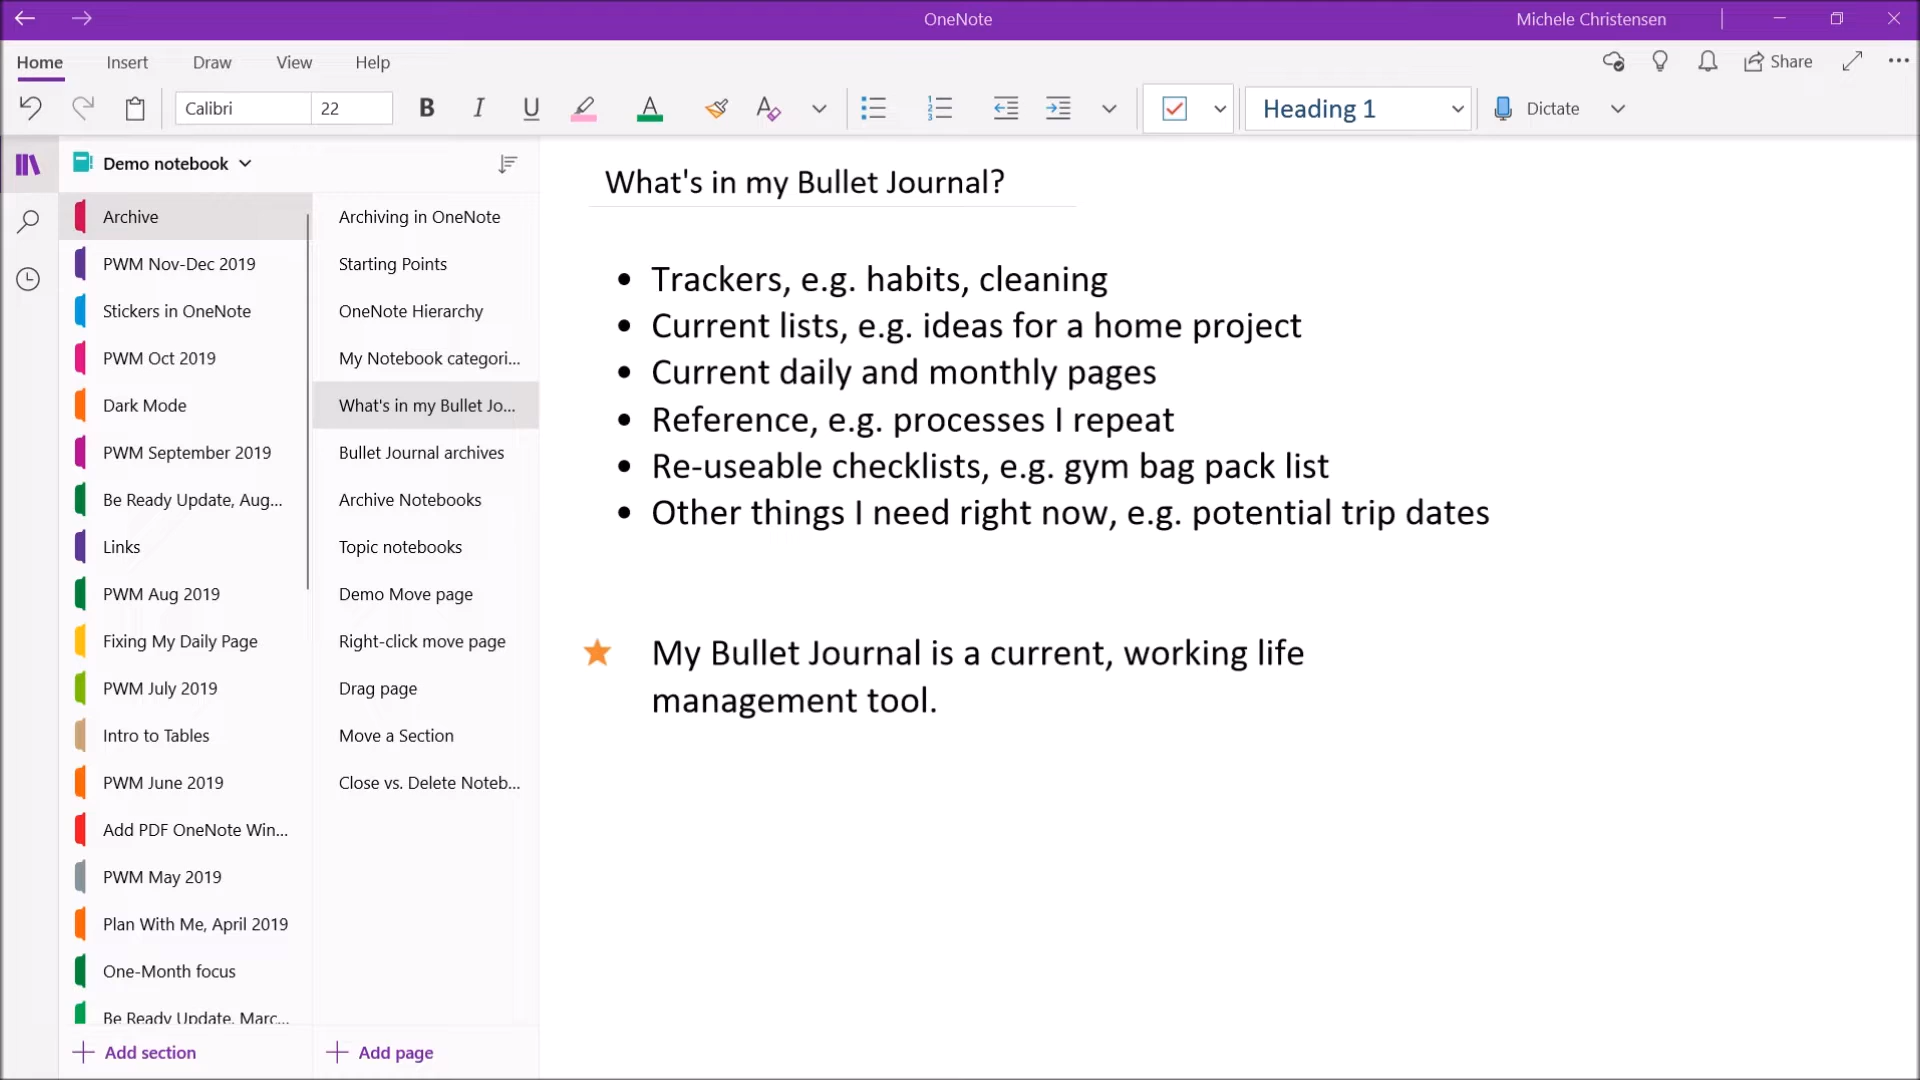 OneNote
Michele Christensen
Home
Insert
Draw
View
Help
Share
Calibri
22
B
I
U
A
Heading 1
Dictate
Demo notebook
Archive
PWM Nov-Dec 2019
Stickers in OneNote
PWM Oct 2019
Dark Mode
PWM September 2019
Be Ready Update, Aug...
Links
PWM Aug 2019
Fixing My Daily Page
PWM July 2019
Intro to Tables
PWM June 2019
Add PDF OneNote Win...
PWM May 2019
Plan With Me, April 2019
One-Month focus
Be Ready Update, Marc...
Add section
Archiving in OneNote
Starting Points
OneNote Hierarchy
My Notebook categori...
What's in my Bullet Jo...
Bullet Journal archives
Archive Notebooks
Topic notebooks
Demo Move page
Right-click move page
Drag page
Move a Section
Close vs. Delete Noteb...
Add page
What's in my Bullet Journal?
• Trackers, e.g. habits, cleaning
• Current lists, e.g. ideas for a home project
• Current daily and monthly pages
• Reference, e.g. processes I repeat
• Re-useable checklists, e.g. gym bag pack list
• Other things I need right now, e.g. potential trip dates
My Bullet Journal is a current, working life
management tool.